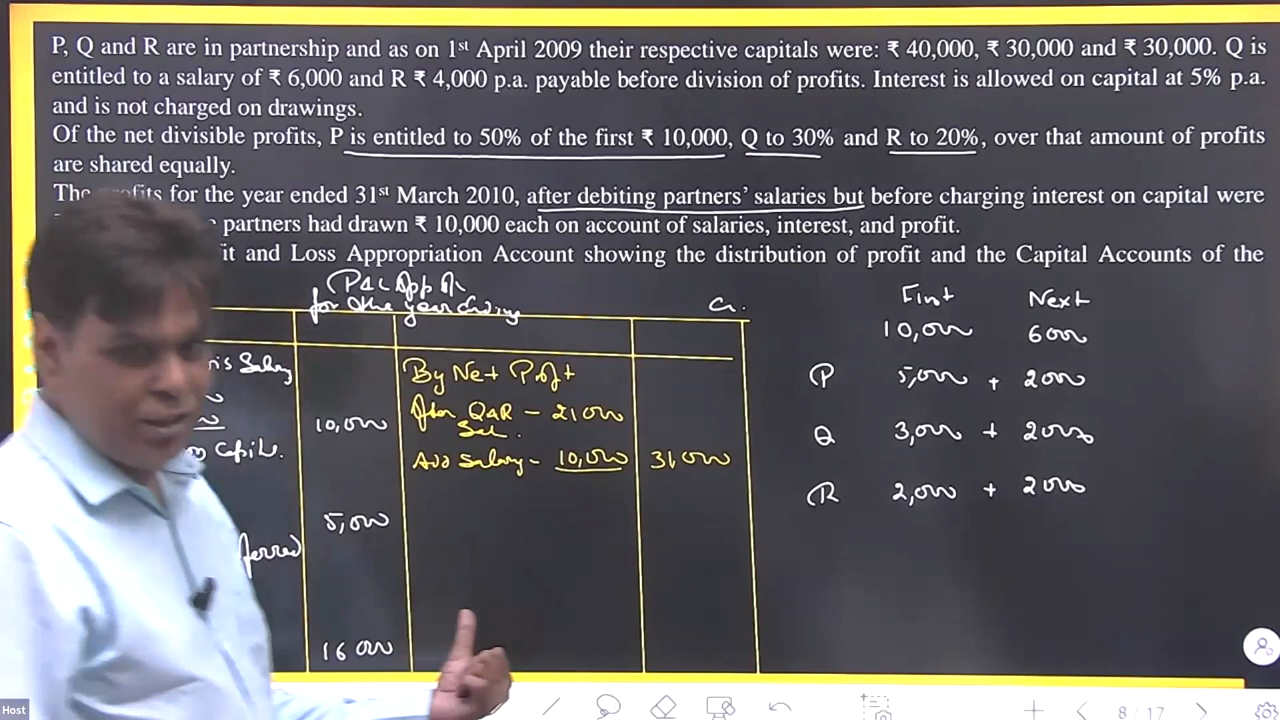 P, Q and R are in partnership and as on 1st April 2009 their respective capitals were: ₹ 40,000, ₹ 30,000 and ₹ 30,000. Q is
entitled to a salary of ₹ 6,000 and R ₹ 4,000 p.a. payable before division of profits. Interest is allowed on capital at 5% p.a.
and is not charged on drawings.
Of the net divisible profits, P is entitled to 50% of the first ₹ 10,000, Q to 30% and R to 20%, over that amount of profits
are shared equally.
The profits for the year ended 31st March 2010, after debiting partners' salaries but before charging interest on capital were
partners had drawn ₹ 10,000 each on account of salaries, interest, and profit.
it and Loss Appropriation Account showing the distribution of profit and the Capital Accounts of the
P&L App A/c
for the year ending
Cr.
First Next
10,000 6000
ris Salary
By Net Profit
P 5,000 + 2000
10,000
After Q&R - 21,000
Sal.
Q 3,000 + 2000
on Capital.
Add Salary - 10,000 31,000
R 2,000 + 2000
5,000
ferred
16000
Host
8 / 17